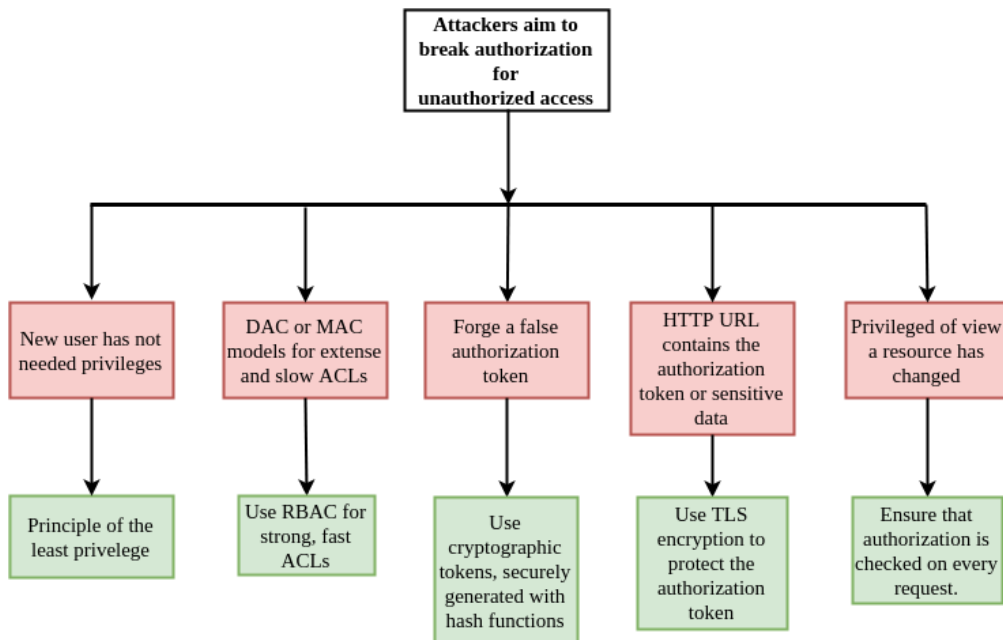 Attackers aim to
break authorization
for
unauthorized access
New user has not
needed privileges
DAC or MAC
models for extense
and slow ACLs
Forge a false
authorization
token
HTTP URL
contains the
authorization
token or sensitive
data
Privileged of view
a resource has
changed
Principle of the
least privelege
Use RBAC for
strong, fast
ACLs
Use
cryptographic
tokens, securely
generated with
hash functions
Use TLS
encryption to
protect the
authorization
token
Ensure that
authorization is
checked on every
request.